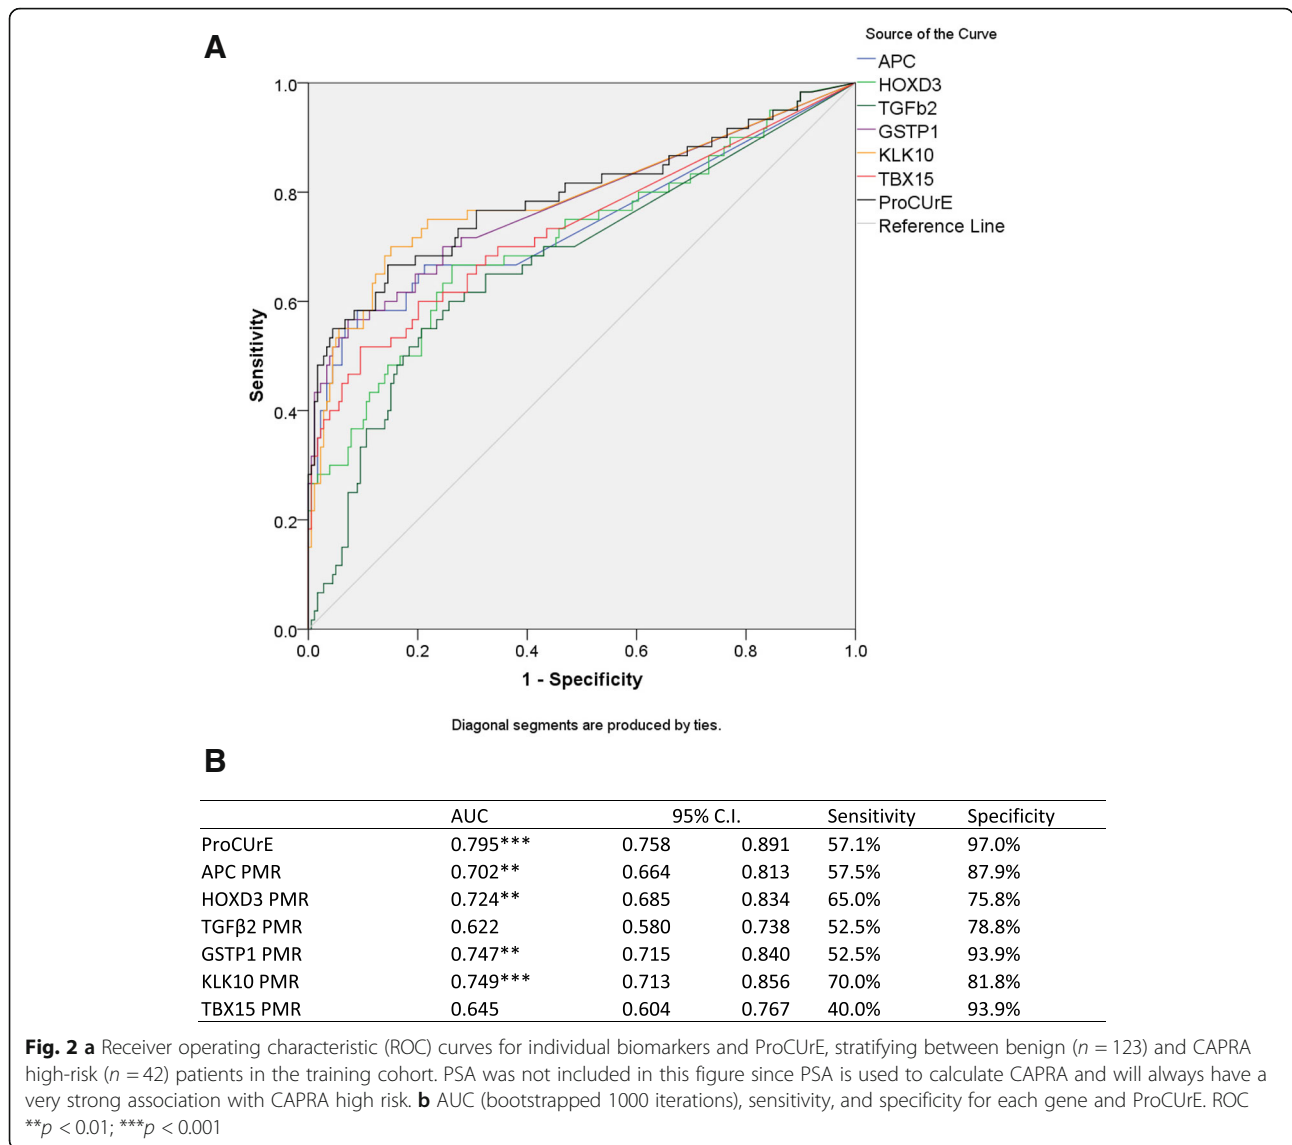 A
Source of the Curve
APC
HOXD3
TGFb2
GSTP1
KLK10
TBX15
ProCUrE
Reference Line
1.0
0.8
0.6
0.4
0.2
0.0
Sensitivity
0.0 0.2 0.4 0.6 0.8 1.0
1 - Specificity
Diagonal segments are produced by ties.
B
AUC 95% C.I. Sensitivity Specificity
ProCUrE 0.795*** 0.758 0.891 57.1% 97.0%
APC PMR 0.702** 0.664 0.813 57.5% 87.9%
HOXD3 PMR 0.724** 0.685 0.834 65.0% 75.8%
TGFβ2 PMR 0.622 0.580 0.738 52.5% 78.8%
GSTP1 PMR 0.747** 0.715 0.840 52.5% 93.9%
KLK10 PMR 0.749*** 0.713 0.856 70.0% 81.8%
TBX15 PMR 0.645 0.604 0.767 40.0% 93.9%
Fig. 2 a Receiver operating characteristic (ROC) curves for individual biomarkers and ProCUrE, stratifying between benign (n = 123) and CAPRA
high-risk (n = 42) patients in the training cohort. PSA was not included in this figure since PSA is used to calculate CAPRA and will always have a
very strong association with CAPRA high risk. b AUC (bootstrapped 1000 iterations), sensitivity, and specificity for each gene and ProCUrE. ROC
**p < 0.01; ***p < 0.001